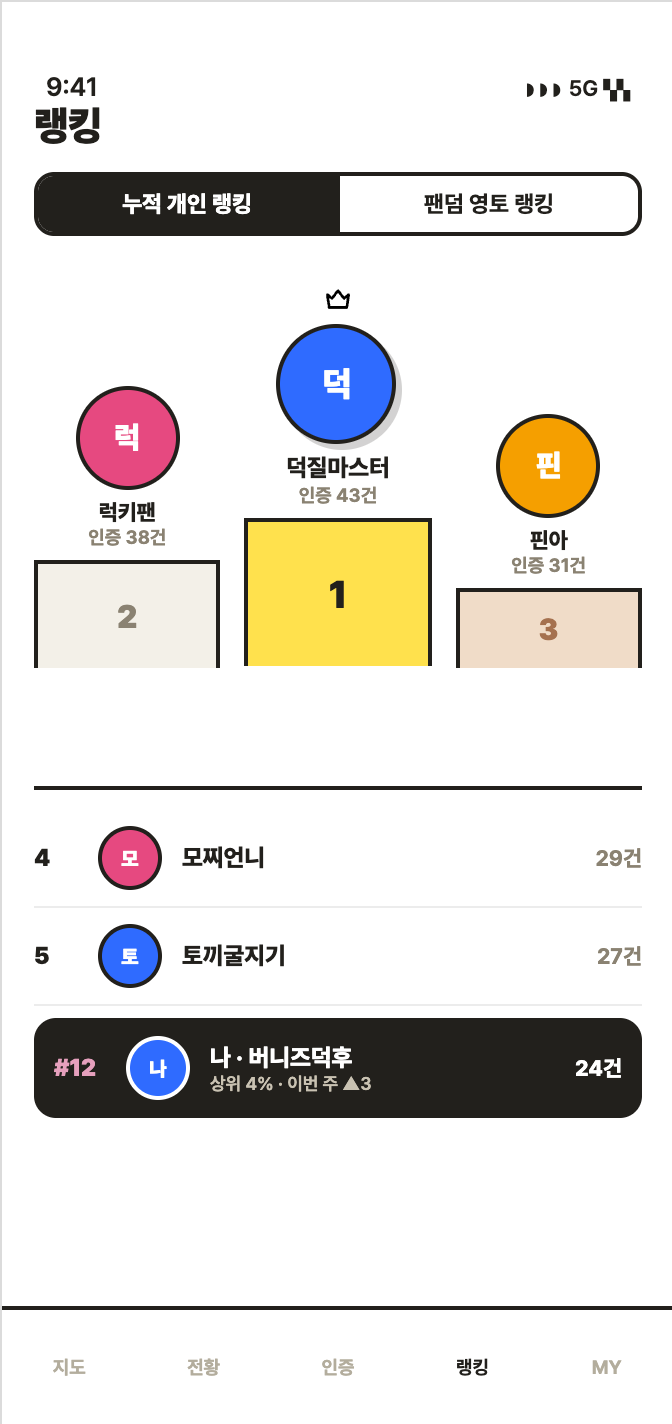 9:41 5G
랭킹
누적 개인 랭킹 팬덤 영토 랭킹
덕
덕질마스터
인증 43건
1
럭
럭키팬
인증 38건
2
핀
핀아
인증 31건
3
4 모 모찌언니 29건
5 토 토끼굴지기 27건
#12 나 나 · 버니즈덕후 24건
상위 4% · 이번 주 ▲3
지도 전황 인증 랭킹 MY